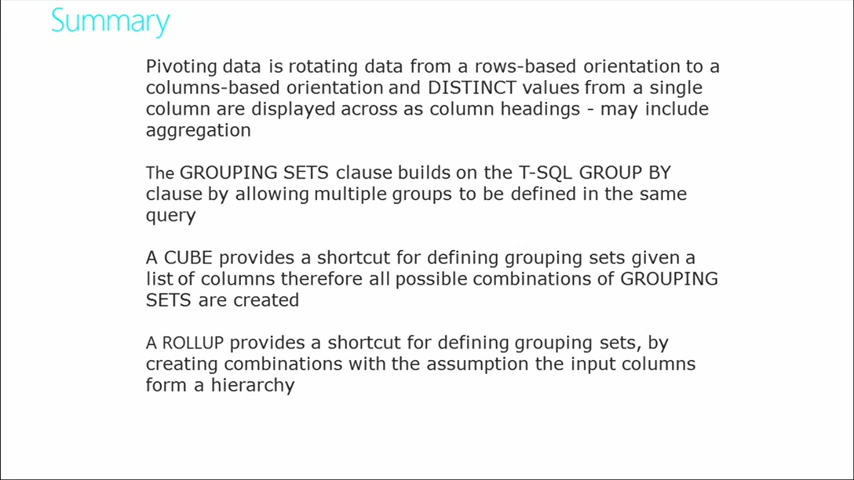 Summary
Pivoting data is rotating data from a rows-based orientation to a
columns-based orientation and DISTINCT values from a single
column are displayed across as column headings - may include
aggregation
The GROUPING SETS clause builds on the T-SQL GROUP BY
clause by allowing multiple groups to be defined in the same
query
A CUBE provides a shortcut for defining grouping sets given a
list of columns therefore all possible combinations of GROUPING
SETS are created
A ROLLUP provides a shortcut for defining grouping sets, by
creating combinations with the assumption the input columns
form a hierarchy